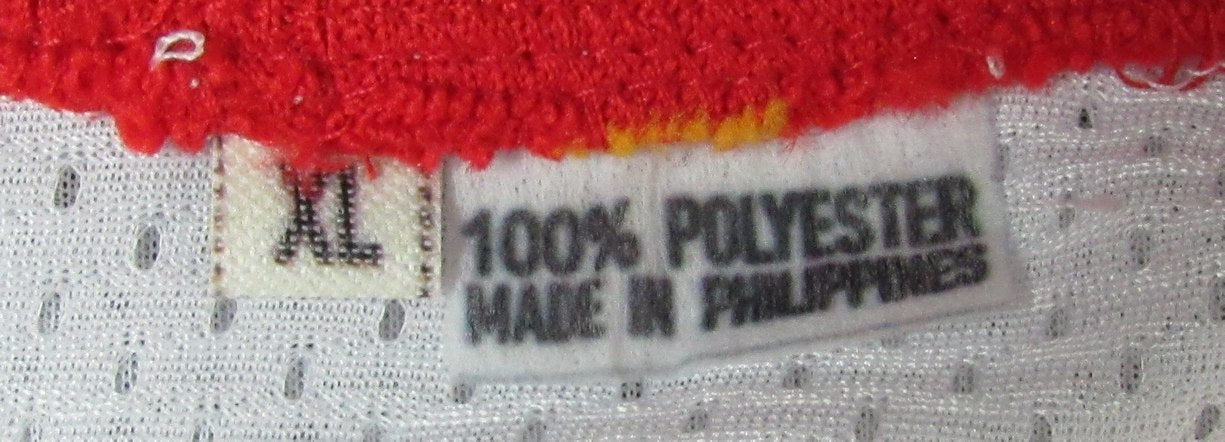 XL
100% POLYESTER
MADE IN PHILIPPINES